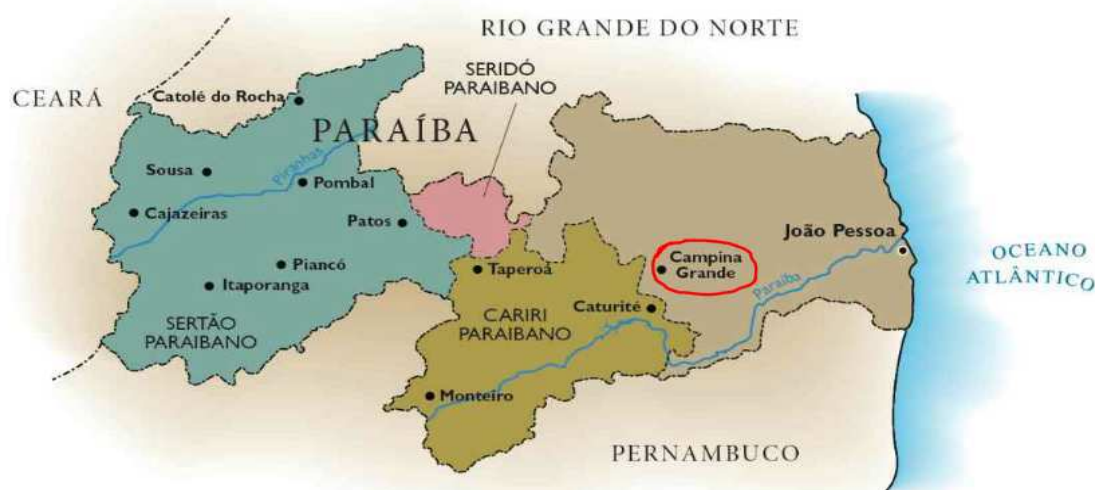 RIO GRANDE DO NORTE
SERIDÓ
PARAIBANO
CEARÁ
Catolé do Rocha
PARAÍBA
Sousa
Piranhas
Pombal
Cajazeiras
Patos
João Pessoa
OCEANO
ATLÂNTICO
Campina
Grande
Piancó
Taperoá
Itaporanga
Paraíba
Caturité
CARIRI
PARAIBANO
SERTÃO
PARAIBANO
Monteiro
PERNAMBUCO